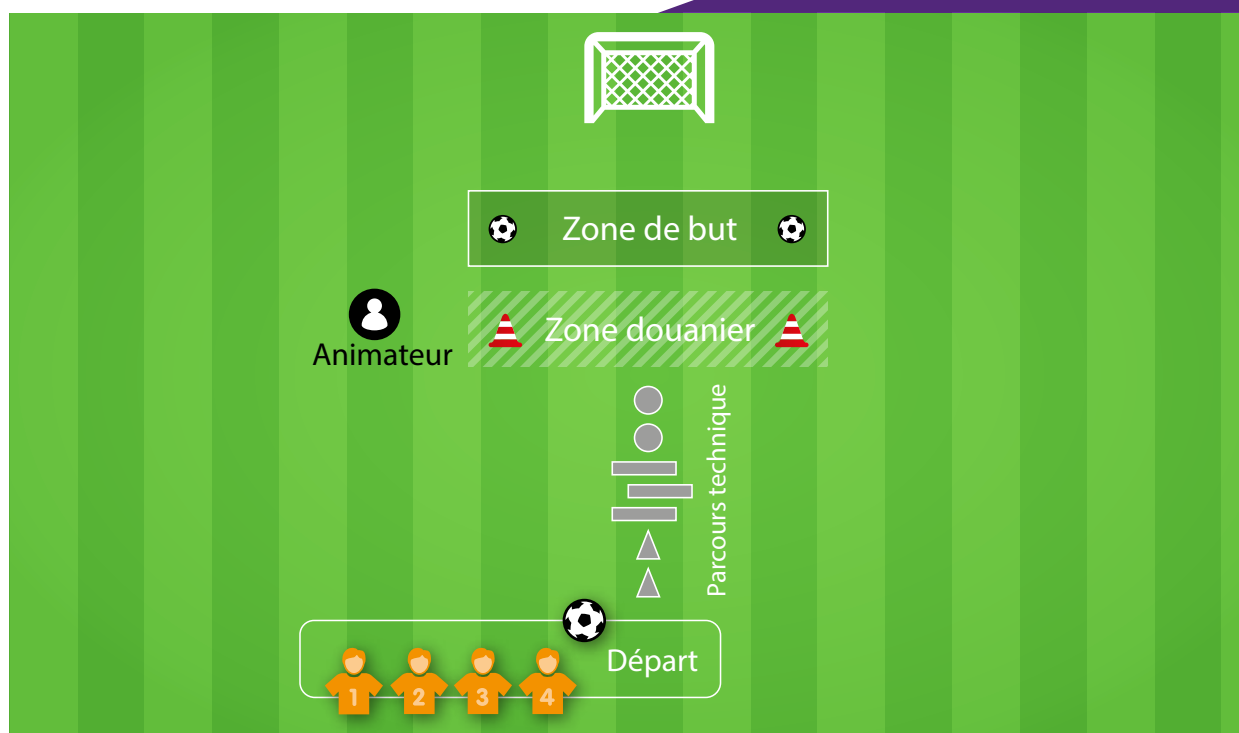 Zone de but
Zone douanier
Animateur
Parcours technique
Départ
1 2 3 4